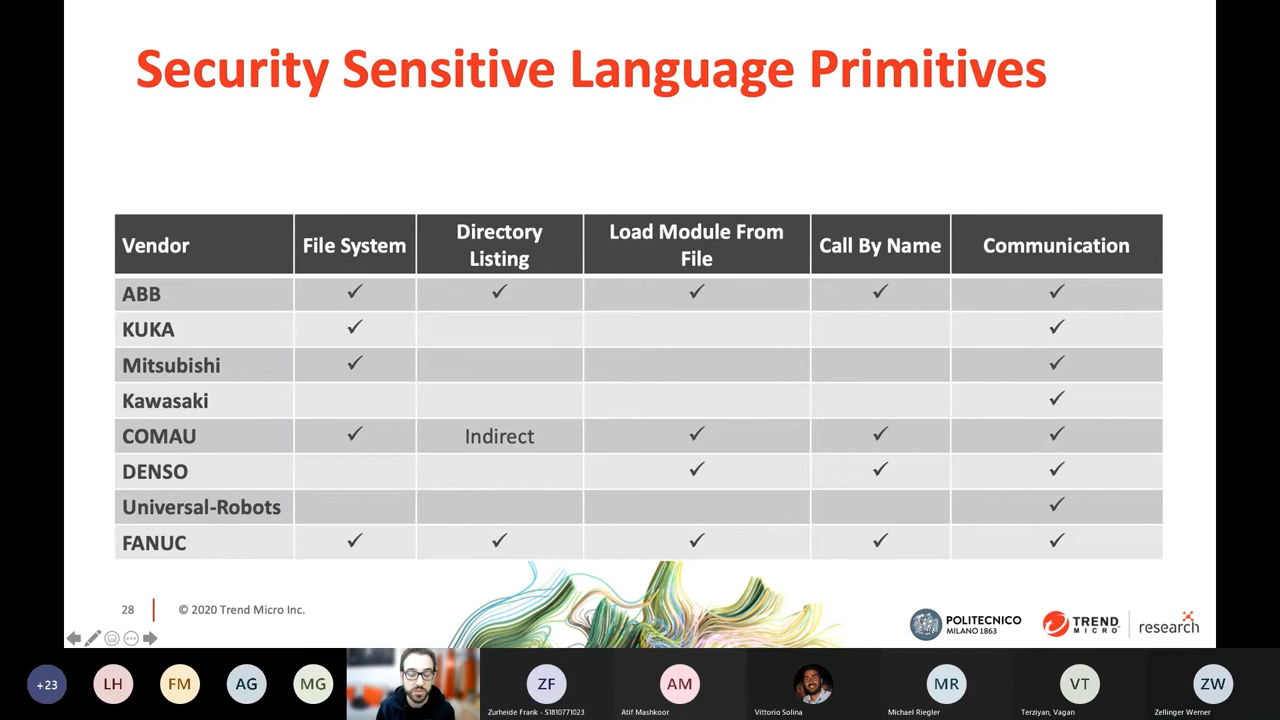 Security Sensitive Language Primitives
Vendor File System Directory Listing Load Module From File Call By Name Communication
ABB ✓ ✓ ✓ ✓ ✓
KUKA ✓ ✓
Mitsubishi ✓ ✓
Kawasaki ✓
COMAU ✓ Indirect ✓ ✓ ✓
DENSO ✓ ✓ ✓
Universal-Robots ✓
FANUC ✓ ✓ ✓ ✓ ✓
28 © 2020 Trend Micro Inc.
POLITECNICO
MILANO 1863
TREND
MICRO
research
+23 LH FM AG MG ZF AM MR VT ZW
Zurheide Frank - S1810771023 Atif Mashkoor Vittorio Solina Michael Riegler Terziyan, Vagan Zellinger Werner